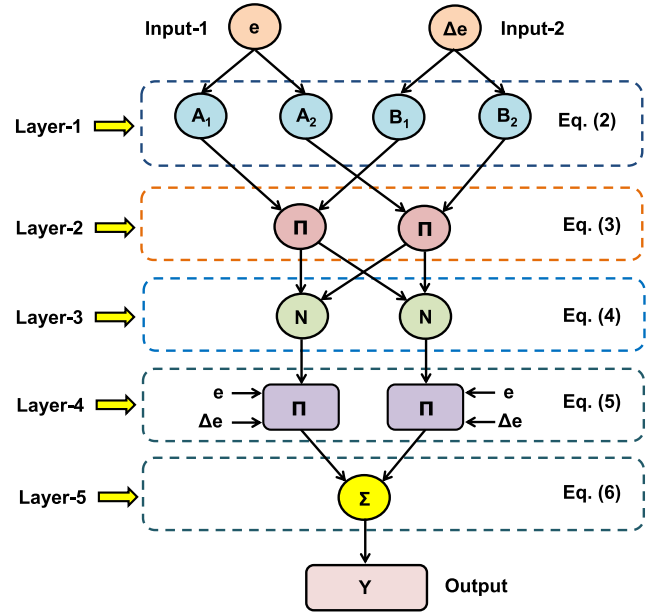 Input-1 e Δe Input-2
Layer-1 A1 A2 B1 B2 Eq. (2)
Layer-2 Π Π Eq. (3)
Layer-3 N N Eq. (4)
e e
Layer-4 Π Π Eq. (5)
Δe Δe
Layer-5 Σ Eq. (6)
Y Output